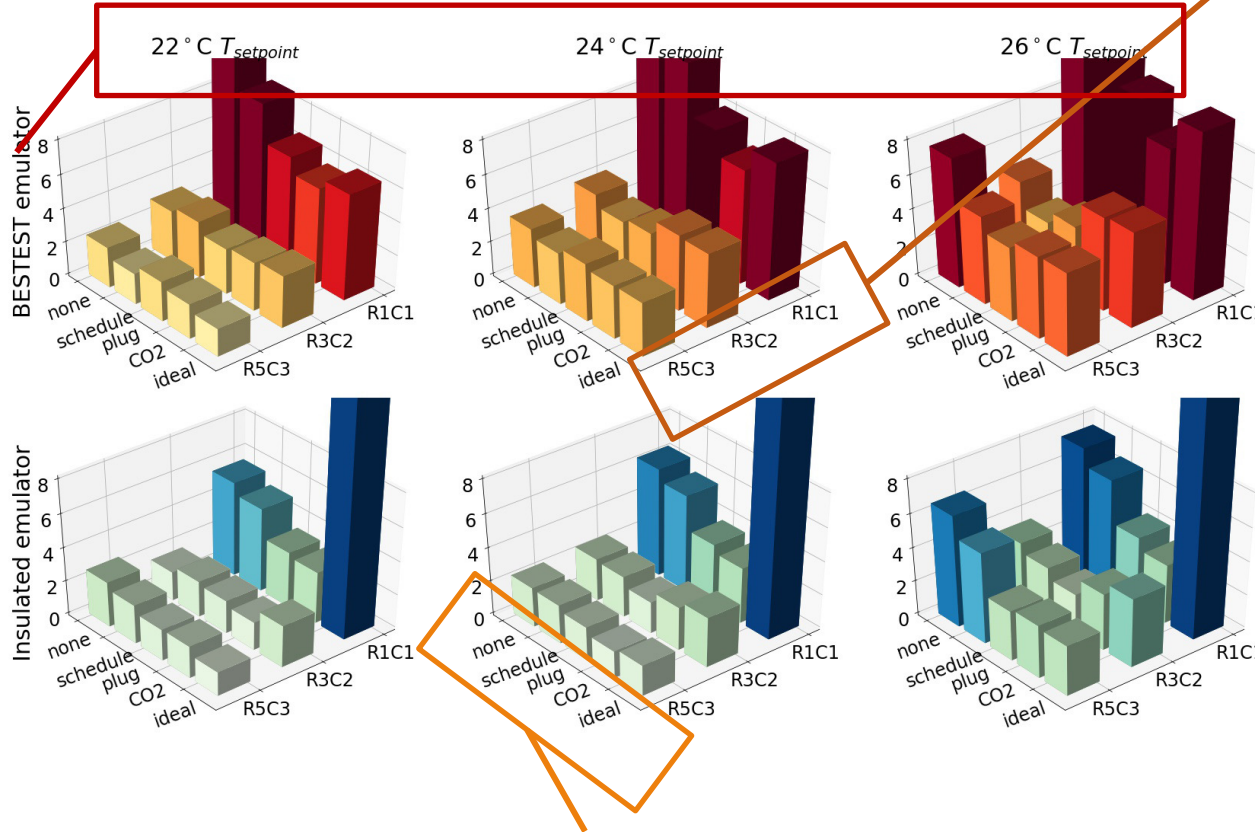 22°C T_setpoint
24°C T_setpoint
26°C T_setpoint
BESTEST emulator
8
6
4
2
0
none
schedule
plug
CO2
ideal
R5C3
R3C2
R1C1
8
6
4
2
0
none
schedule
plug
CO2
ideal
R5C3
R3C2
R1C1
8
6
4
2
0
none
schedule
plug
CO2
ideal
R5C3
R3C2
R1C1
Insulated emulator
8
6
4
2
0
none
schedule
plug
CO2
ideal
R5C3
R3C2
R1C1
8
6
4
2
0
none
schedule
plug
CO2
ideal
R5C3
R3C2
R1C1
8
6
4
2
0
none
schedule
plug
CO2
ideal
R5C3
R3C2
R1C1